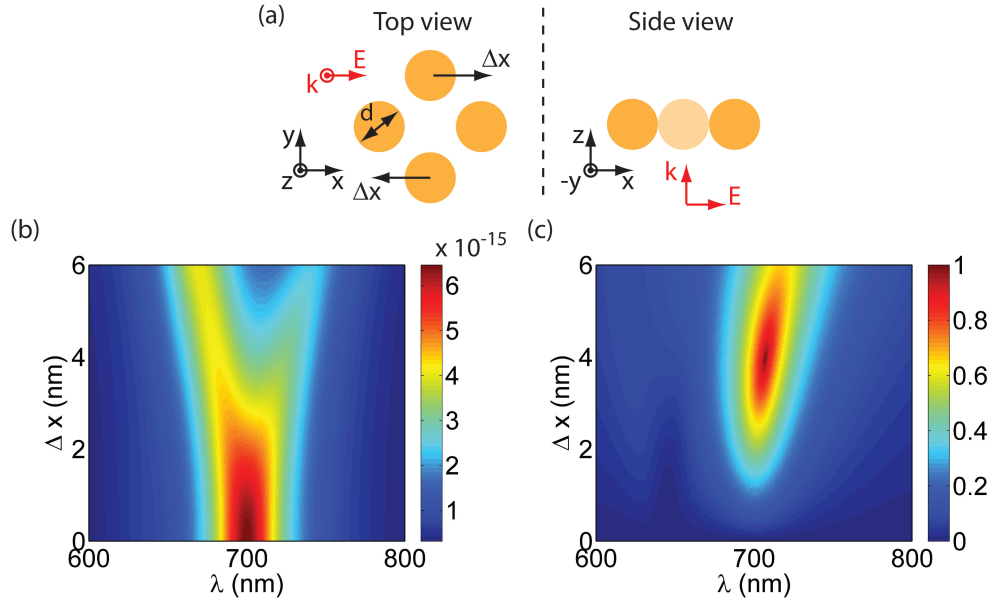 (a) Top view Side view
E
Δx
k
d
y
z
x
Δx
z
-y
x
k
E
(b) (c)
x 10⁻¹⁵
6
4
2
0
Δ x (nm)
600 700 800
λ (nm)
6
5
4
3
2
1
6
4
2
0
Δ x (nm)
600 700 800
λ (nm)
1
0.8
0.6
0.4
0.2
0